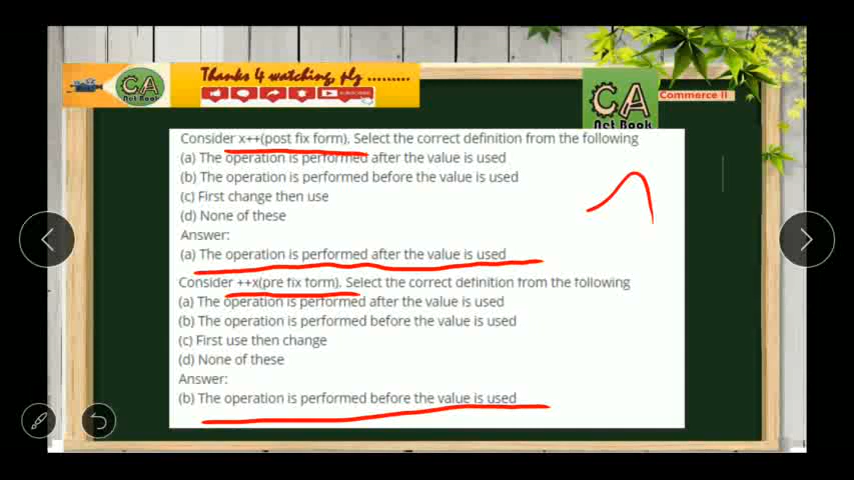 Thanks 4 watching, plz .........
CA
Net Book
SUBSCRIBE
CA
Net Book
Commerce II
Consider x++(post fix form). Select the correct definition from the following
(a) The operation is performed after the value is used
(b) The operation is performed before the value is used
(c) First change then use
(d) None of these
Answer:
(a) The operation is performed after the value is used
Consider ++x(pre fix form). Select the correct definition from the following
(a) The operation is performed after the value is used
(b) The operation is performed before the value is used
(c) First use then change
(d) None of these
Answer:
(b) The operation is performed before the value is used